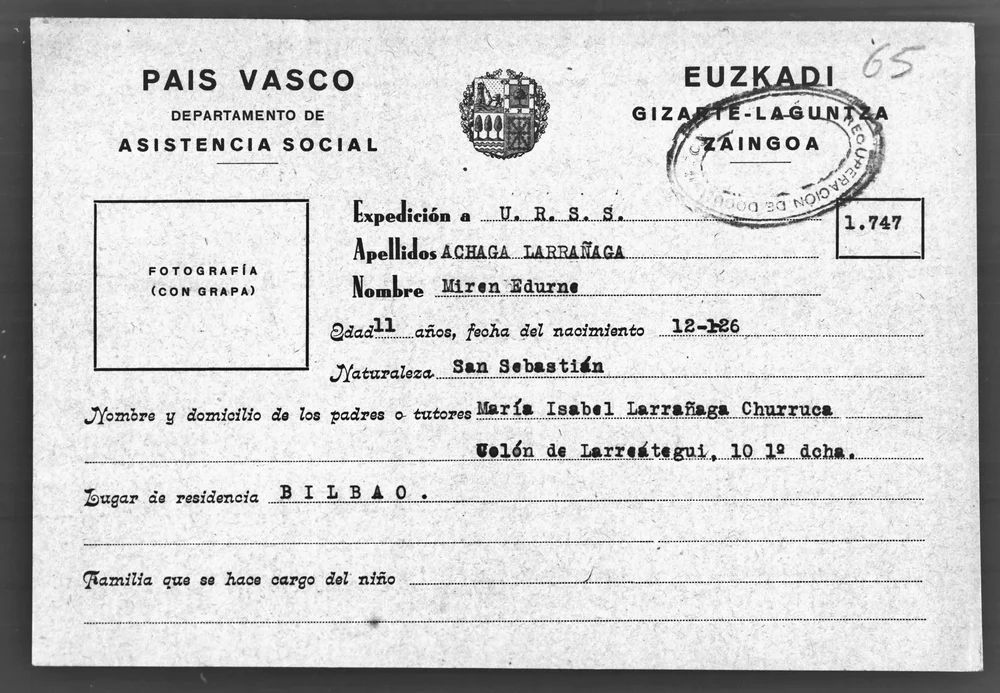 65
PAIS VASCO
DEPARTAMENTO DE
ASISTENCIA SOCIAL
EUZKADI
GIZARTE-LAGUNTZA
ZAINGOA
RECUPERACIÓN DE
FOTOGRAFÍA
(CON GRAPA)
Expedición a U. R. S. S.
1.747
Apellidos ACHAGA LARRAÑAGA
Nombre Miren Edurne
Edad 11 años, fecha del nacimiento 12-1-26
Naturaleza San Sebastián
Nombre y domicilio de los padres o tutores María Isabel Larrañaga Churruca
Colón de Larreátegui, 10 1º dcha.
Lugar de residencia BILBAO.
Familia que se hace cargo del niño